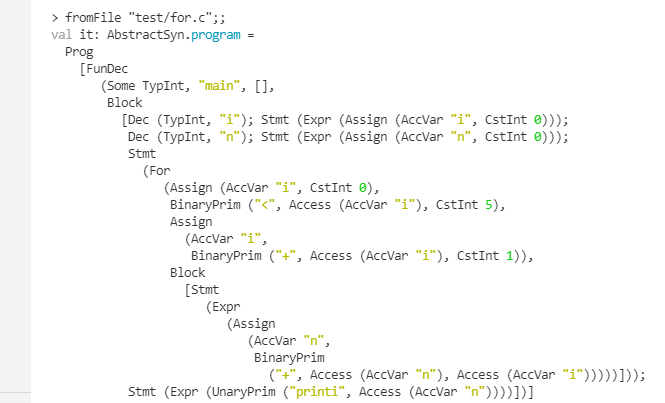 > fromFile "test/for.c";;
val it: AbstractSyn.program =
  Prog
    [FunDec
       (Some TypInt, "main", [],
        Block
          [Dec (TypInt, "i"); Stmt (Expr (Assign (AccVar "i", CstInt 0)));
           Dec (TypInt, "n"); Stmt (Expr (Assign (AccVar "n", CstInt 0)));
           Stmt
             (For
                (Assign (AccVar "i", CstInt 0),
                 BinaryPrim ("<", Access (AccVar "i"), CstInt 5),
                 Assign
                   (AccVar "i",
                    BinaryPrim ("+", Access (AccVar "i"), CstInt 1)),
                 Block
                   [Stmt
                      (Expr
                         (Assign
                            (AccVar "n",
                             BinaryPrim
                               ("+", Access (AccVar "n"), Access (AccVar "i")))))]));
           Stmt (Expr (UnaryPrim ("printi", Access (AccVar "n"))))])]